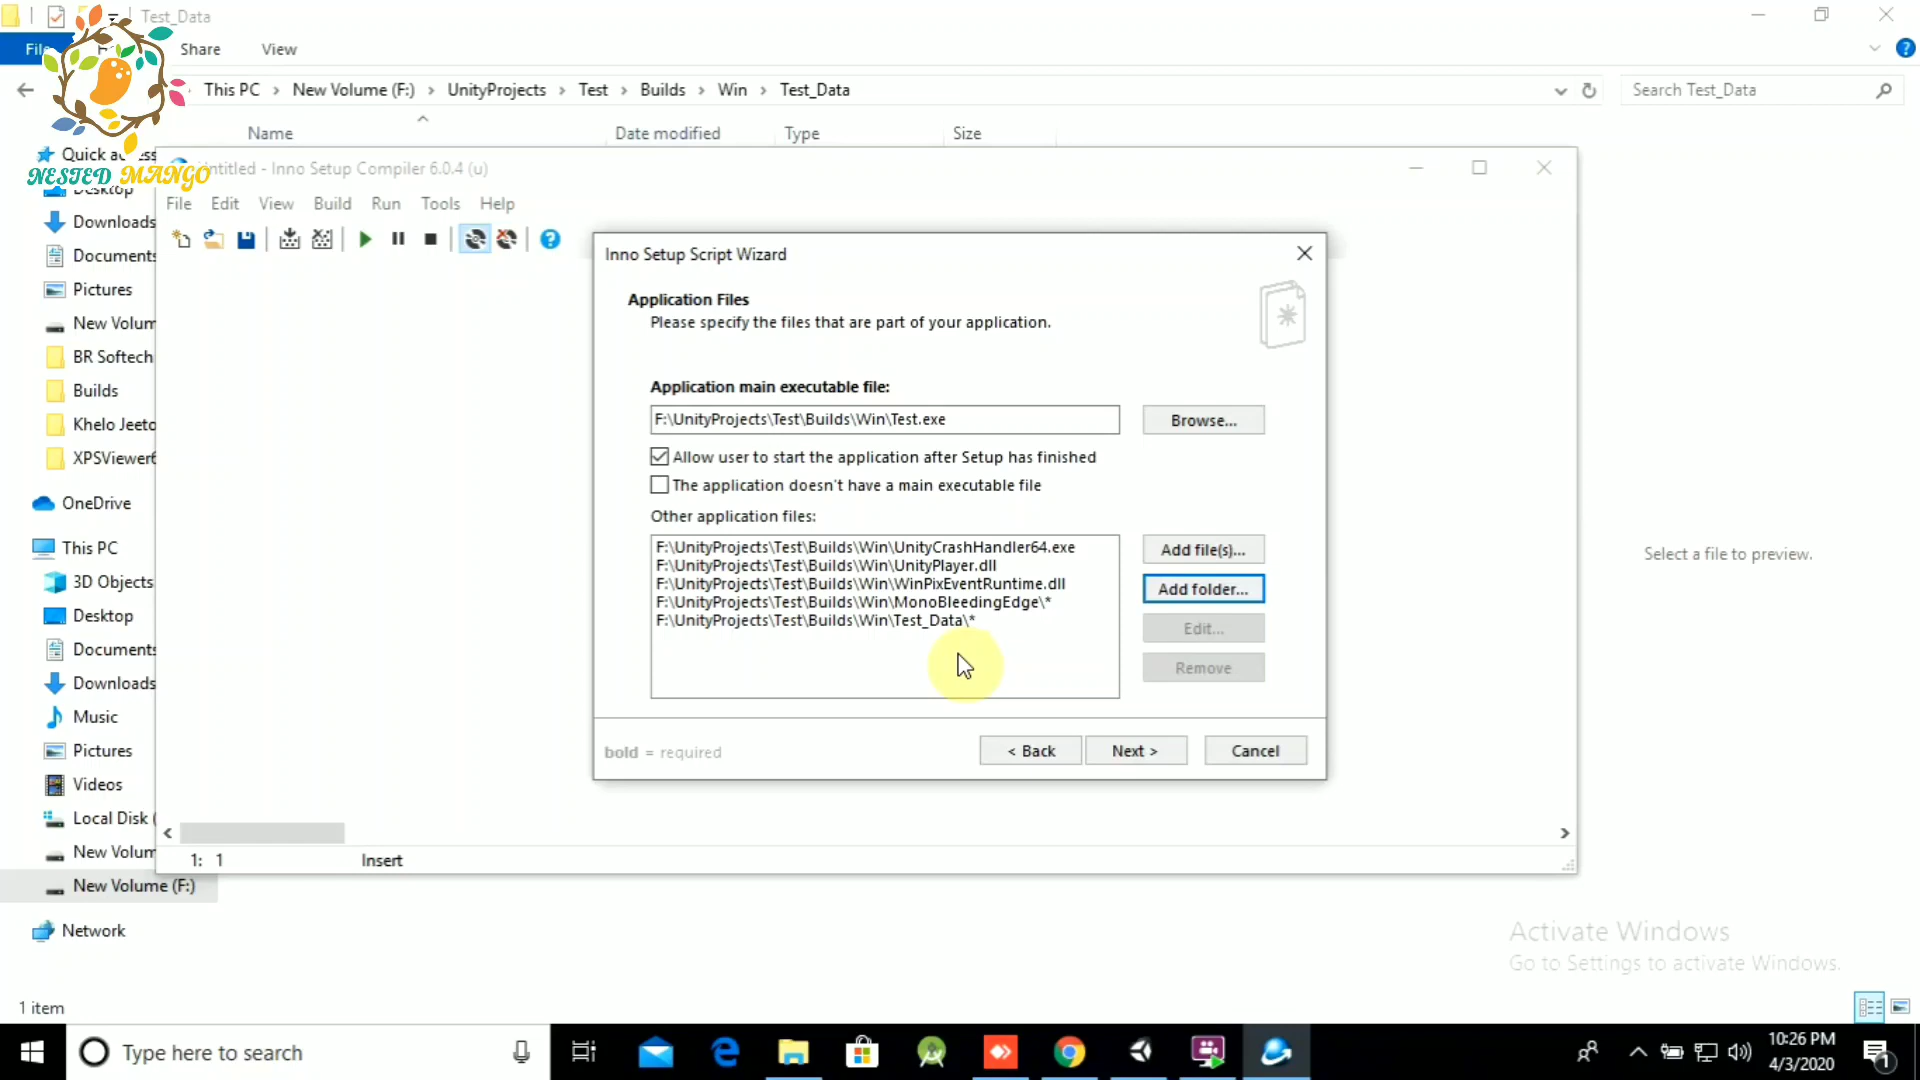 Test_Data
File
Share
View
This PC
New Volume (F:)
UnityProjects
Test
Builds
Win
Test_Data
Search Test_Data
Name
Date modified
Type
Size
Quick access
NESTED MANGO
Desktop
Downloads
Documents
Pictures
New Volum
BR Softech
Builds
Khelo Jeeto
XPSViewer
OneDrive
This PC
3D Objects
Desktop
Documents
Downloads
Music
Pictures
Videos
Local Disk (
New Volum
New Volume (F:)
Network
1 item
Untitled - Inno Setup Compiler 6.0.4 (u)
File
Edit
View
Build
Run
Tools
Help
Inno Setup Script Wizard
Application Files
Please specify the files that are part of your application.
Application main executable file:
F:\UnityProjects\Test\Builds\Win\Test.exe
Browse...
Allow user to start the application after Setup has finished
The application doesn't have a main executable file
Other application files:
F:\UnityProjects\Test\Builds\Win\UnityCrashHandler64.exe
F:\UnityProjects\Test\Builds\Win\UnityPlayer.dll
F:\UnityProjects\Test\Builds\Win\WinPixEventRuntime.dll
F:\UnityProjects\Test\Builds\Win\MonoBleedingEdge\*
F:\UnityProjects\Test\Builds\Win\Test_Data\*
Add file(s)...
Add folder...
Edit...
Remove
bold = required
< Back
Next >
Cancel
1: 1
Insert
Select a file to preview.
Activate Windows
Go to Settings to activate Windows.
Type here to search
10:26 PM
4/3/2020
1